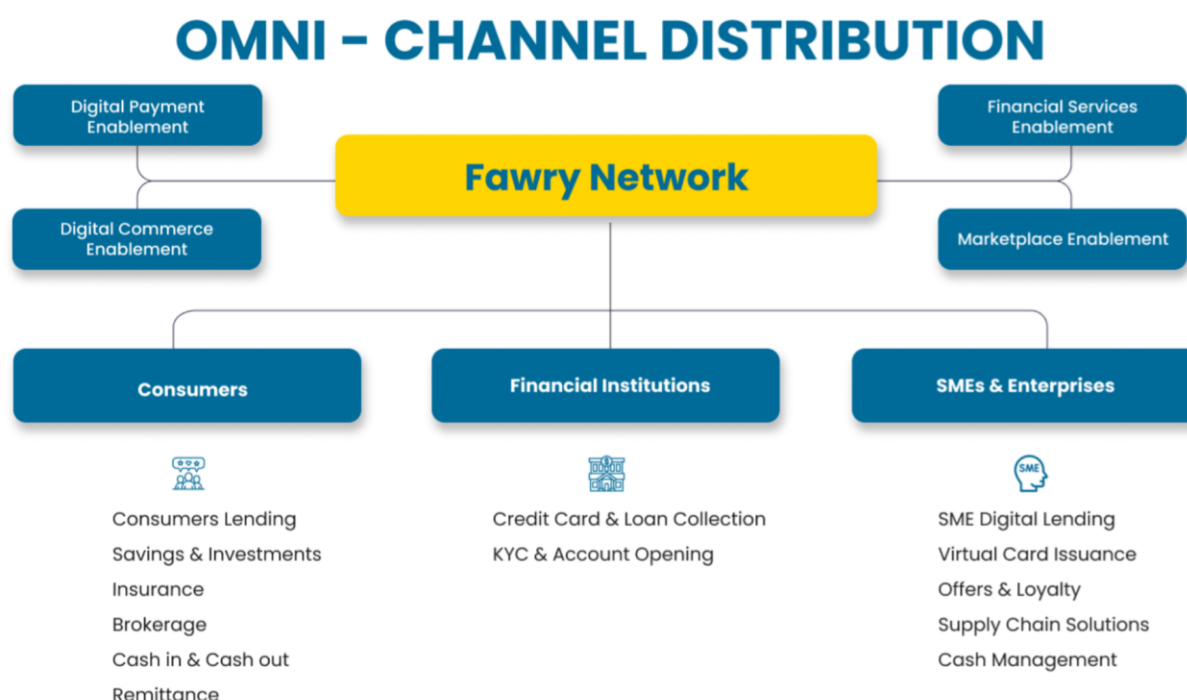 OMNI - CHANNEL DISTRIBUTION
Digital Payment
Enablement
Financial Services
Enablement
Fawry Network
Digital Commerce
Enablement
Marketplace Enablement
Consumers
Financial Institutions
SMEs & Enterprises
SME
Consumers Lending
Savings & Investments
Insurance
Brokerage
Cash in & Cash out
Remittance
Credit Card & Loan Collection
KYC & Account Opening
SME Digital Lending
Virtual Card Issuance
Offers & Loyalty
Supply Chain Solutions
Cash Management